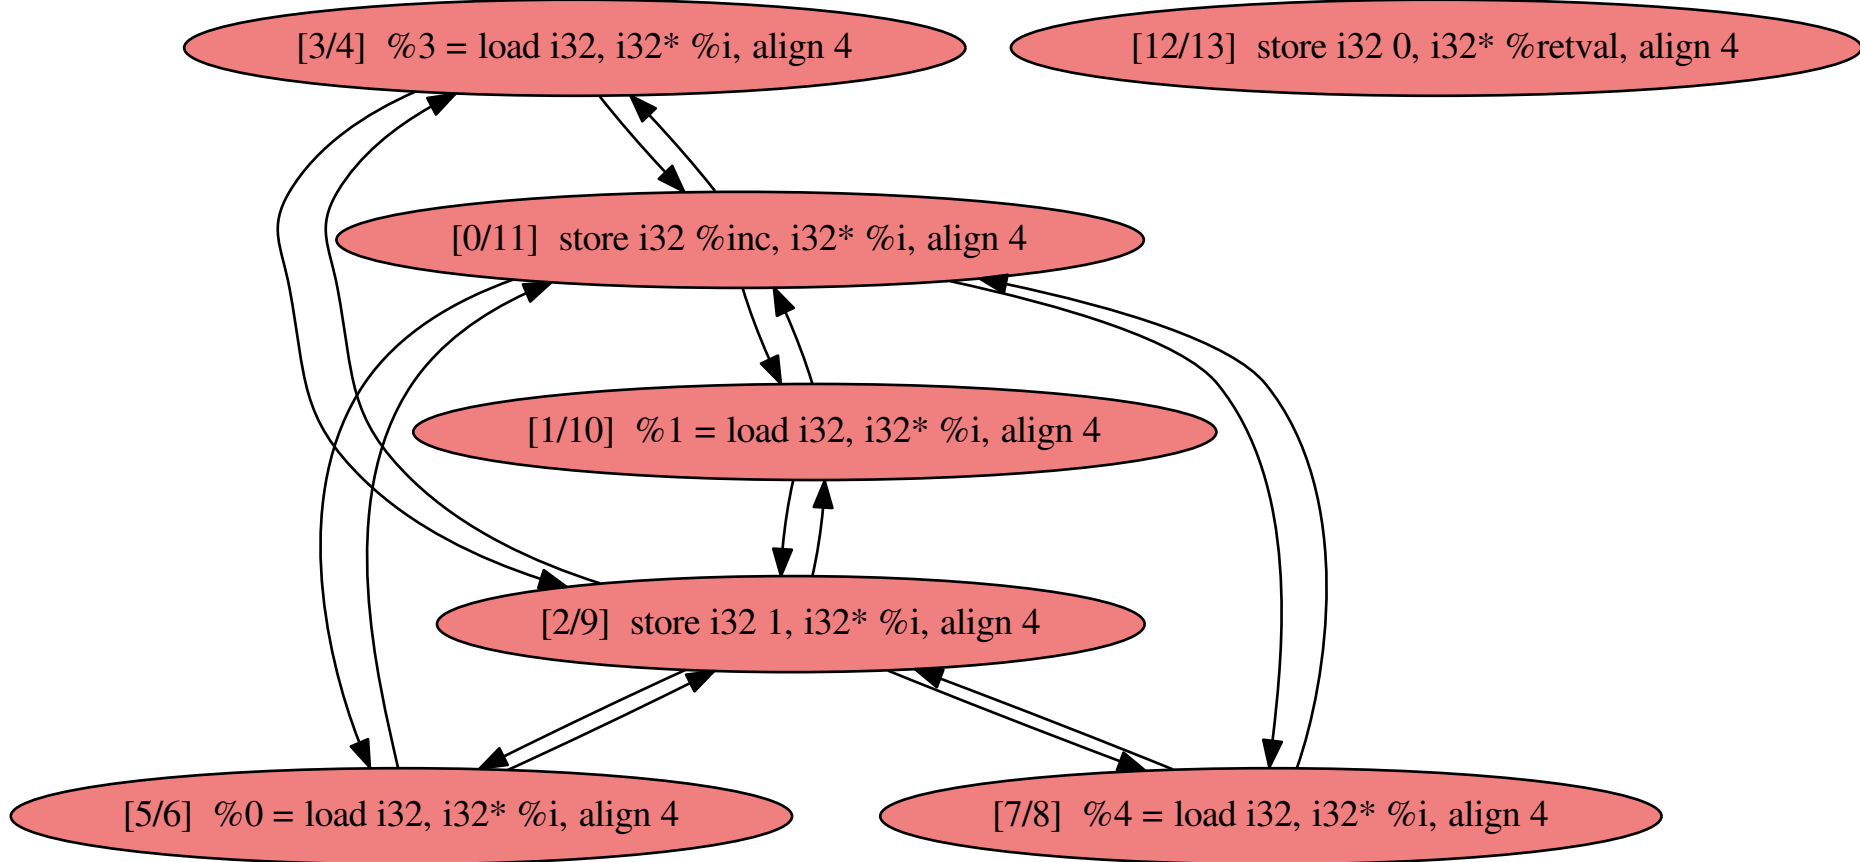 [3/4]  %3 = load i32, i32* %i, align 4
[12/13]  store i32 0, i32* %retval, align 4
[0/11]  store i32 %inc, i32* %i, align 4
[1/10]  %1 = load i32, i32* %i, align 4
[2/9]  store i32 1, i32* %i, align 4
[5/6]  %0 = load i32, i32* %i, align 4
[7/8]  %4 = load i32, i32* %i, align 4